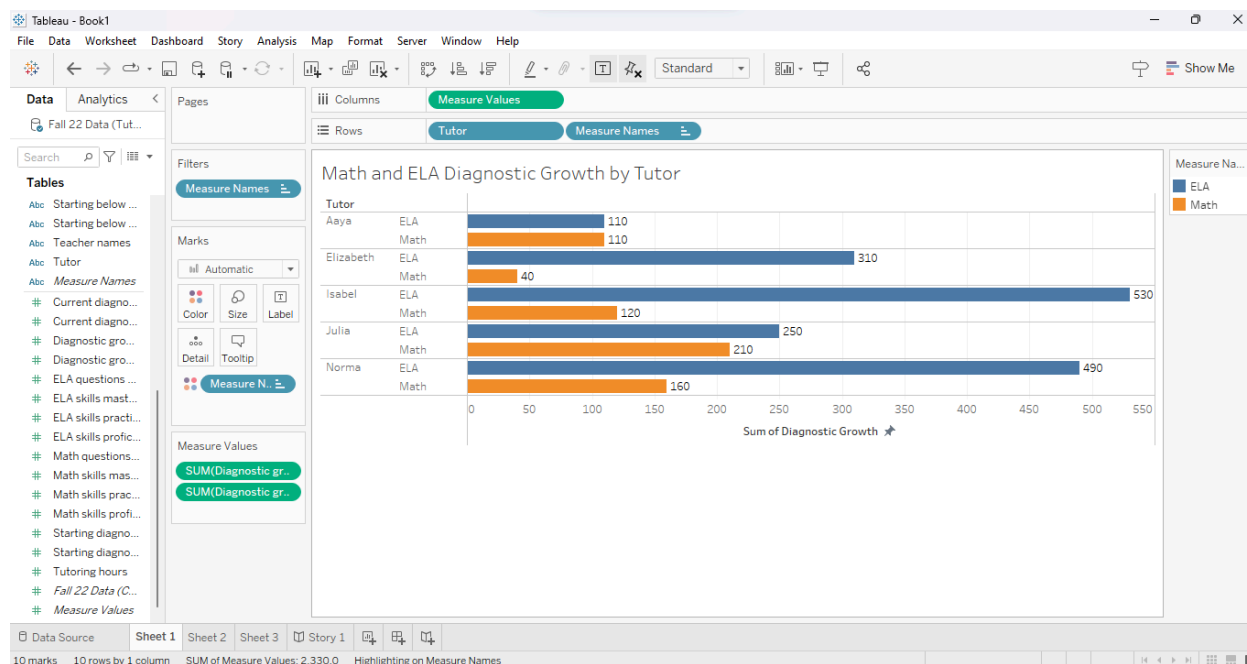 Tableau - Book1
File Data Worksheet Dashboard Story Analysis Map Format Server Window Help
Standard
Show Me
Data Analytics
Fall 22 Data (Tut...
Search
Tables
Abc Starting below ...
Abc Starting below ...
Abc Teacher names
Abc Tutor
Abc Measure Names
# Current diagno...
# Current diagno...
# Diagnostic gro...
# Diagnostic gro...
# ELA questions ...
# ELA skills mast...
# ELA skills practi...
# ELA skills profic...
# Math questions...
# Math skills mas...
# Math skills prac...
# Math skills profi...
# Starting diagno...
# Starting diagno...
# Tutoring hours
# Fall 22 Data (C...
# Measure Values
Pages
Filters
Measure Names
Marks
Automatic
Color Size Label
Detail Tooltip
Measure N..
Measure Values
SUM(Diagnostic gr..
SUM(Diagnostic gr..
Columns Measure Values
Rows Tutor Measure Names
Math and ELA Diagnostic Growth by Tutor
Tutor
Aaya ELA 110
Math 110
Elizabeth ELA 310
Math 40
Isabel ELA 530
Math 120
Julia ELA 250
Math 210
Norma ELA 490
Math 160
0 50 100 150 200 250 300 350 400 450 500 550
Sum of Diagnostic Growth
Measure Na...
ELA
Math
Data Source Sheet 1 Sheet 2 Sheet 3 Story 1
10 marks 10 rows by 1 column SUM of Measure Values: 2,330.0 Highlighting on Measure Names